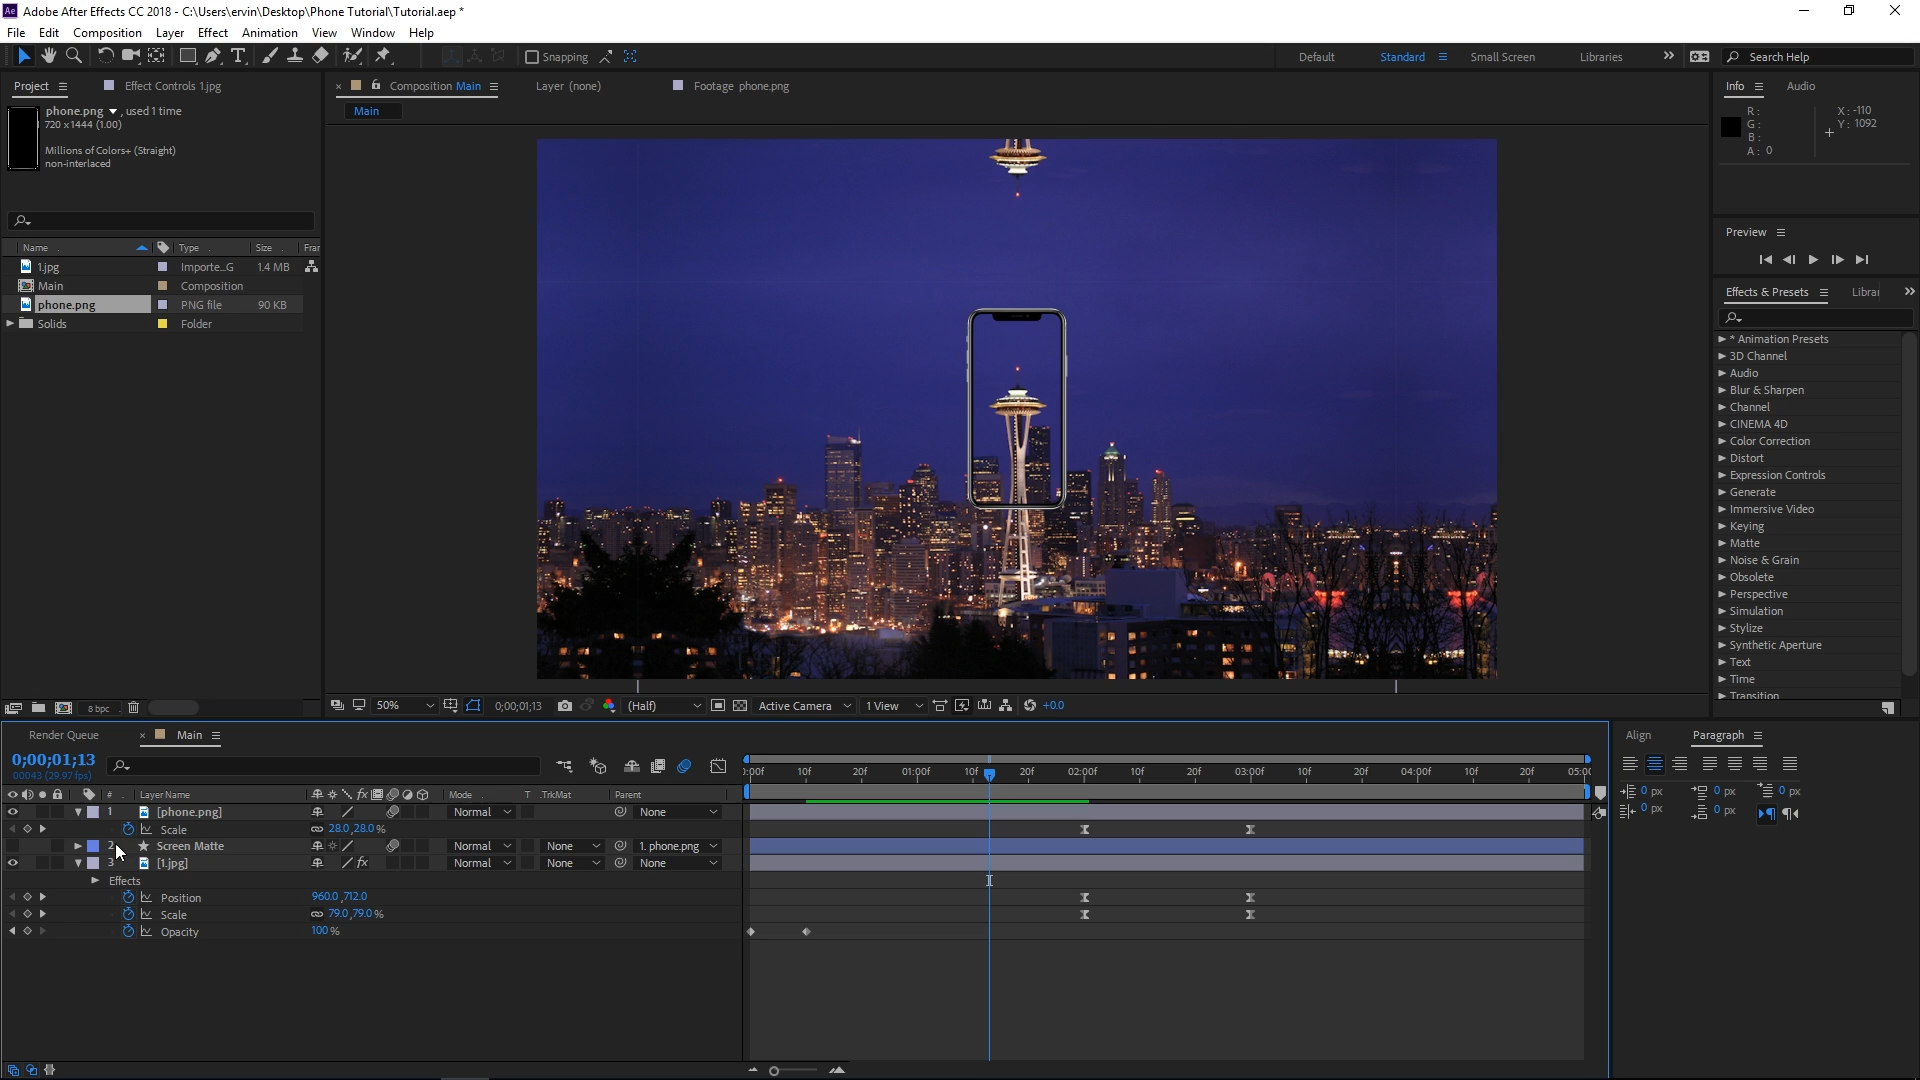 Adobe After Effects CC 2018 - C:\Users\ervin\Desktop\Phone Tutorial\Tutorial.aep *
File Edit Composition Layer Effect Animation View Window Help
Snapping
Default Standard Small Screen Libraries Search Help
Project Effect Controls 1.jpg
Composition Main Layer (none) Footage phone.png
Main
phone.png , used 1 time
720 x 1444 (1.00)
Millions of Colors+ (Straight)
non-interlaced
Name Type Size Frar
1.jpg Importe...G 1.4 MB
Main Composition
phone.png PNG file 90 KB
Solids Folder
8 bpc
50% 0;00;01;13 (Half) Active Camera 1 View +0.0
Info Audio
R: X: -110
G: Y: 1092
B:
A: 0
Preview
Effects & Presets Librar
* Animation Presets
3D Channel
Audio
Blur & Sharpen
Channel
CINEMA 4D
Color Correction
Distort
Expression Controls
Generate
Immersive Video
Keying
Matte
Noise & Grain
Obsolete
Perspective
Simulation
Stylize
Synthetic Aperture
Text
Time
Transition
Render Queue Main
0;00;01;13
00043 (29.97 fps)
):00f 10f 20f 01:00f 10f 20f 02:00f 10f 20f 03:00f 10f 20f 04:00f 10f 20f 05:00
# Layer Name Mode T .TrkMat Parent
1 [phone.png] Normal None
Scale 28.0,28.0%
2 Screen Matte Normal None 1. phone.png
3 [1.jpg] Normal None None
Effects
Position 960.0,712.0
Scale 79.0,79.0%
Opacity 100%
Align Paragraph
0 px 0 px 0 px
0 px 0 px